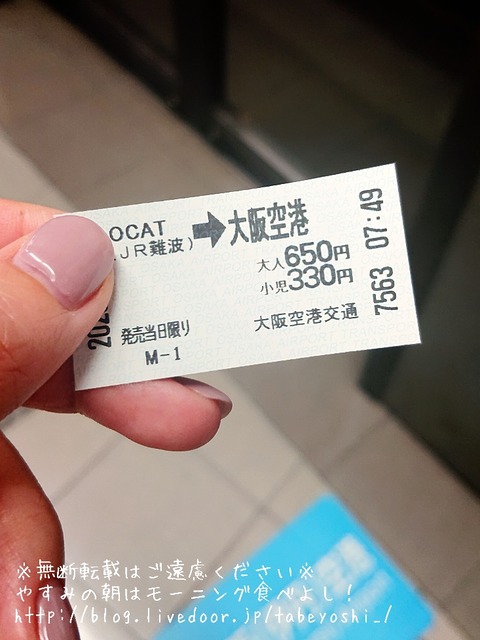 OCAT➡大阪空港
JR難波)
大人650円
小児330円
発売当日限り
大阪空港交通
M-1
7563 07:49
202
※無断転載はご遠慮ください※
やすみの朝はモーニング食べよし!
http://blog.livedoor.jp/tabeyoshi_/